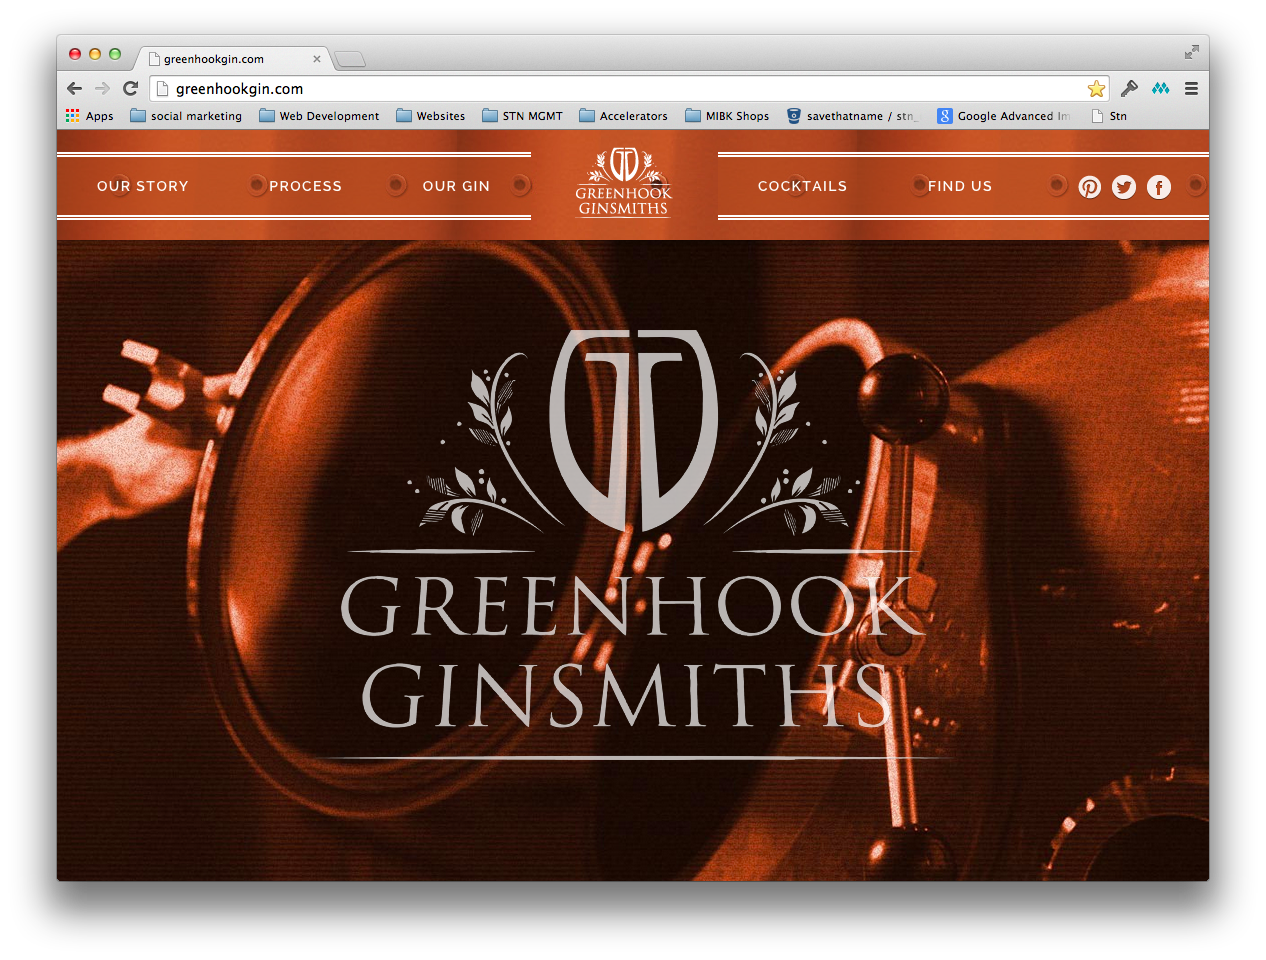 greenhookgin.com
greenhookgin.com
Apps social marketing Web Development Websites STN MGMT Accelerators MIBK Shops savethatname / stn_ Google Advanced Im Stn
OUR STORY PROCESS OUR GIN
GREENHOOK
GINSMITHS
COCKTAILS FIND US
GREENHOOK
GINSMITHS